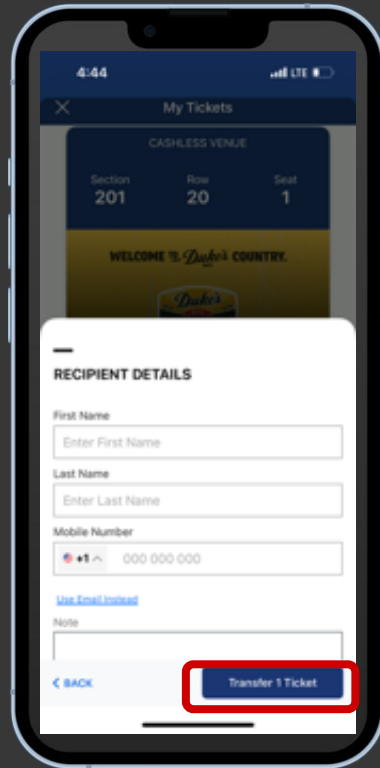 4:44 LTE
My Tickets
CASHLESS VENUE
Section Row Seat
201 20 1
WELCOME TO Duke's COUNTRY.
Duke's
RECIPIENT DETAILS
First Name
Enter First Name
Last Name
Enter Last Name
Mobile Number
+1 000 000 000
Use Email Instead
Note
BACK
Transfer 1 Ticket